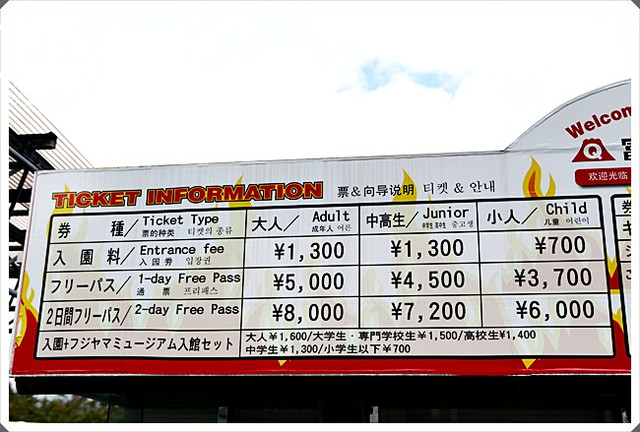 Welcom
Q 富
欢迎光临
TICKET INFORMATION 票&向导说明 티켓 & 안내
券種／Ticket Type 票的种类 티켓의 종류 大人／Adult 成年人 어른 中高生／Junior 중고생 小人／Child 儿童 어린이
入園料／Entrance fee 入园券 입장권 ¥1,300 ¥1,300 ¥700
フリーパス／1-day Free Pass 通票 프리패스 ¥5,000 ¥4,500 ¥3,700
2日間フリーパス／2-day Free Pass ¥8,000 ¥7,200 ¥6,000
入園+フジヤマミュージアム入館セット 大人¥1,600/大学生・専門学校生¥1,500/高校生¥1,400
中学生¥1,300/小学生以下¥700